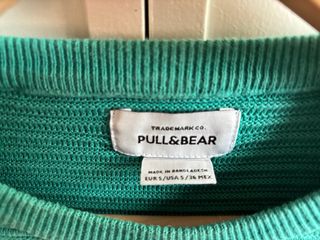 TRADEMARK CO.
PULL&BEAR
MADE IN BANGLADESH
EUR S/USA S/36 MEX